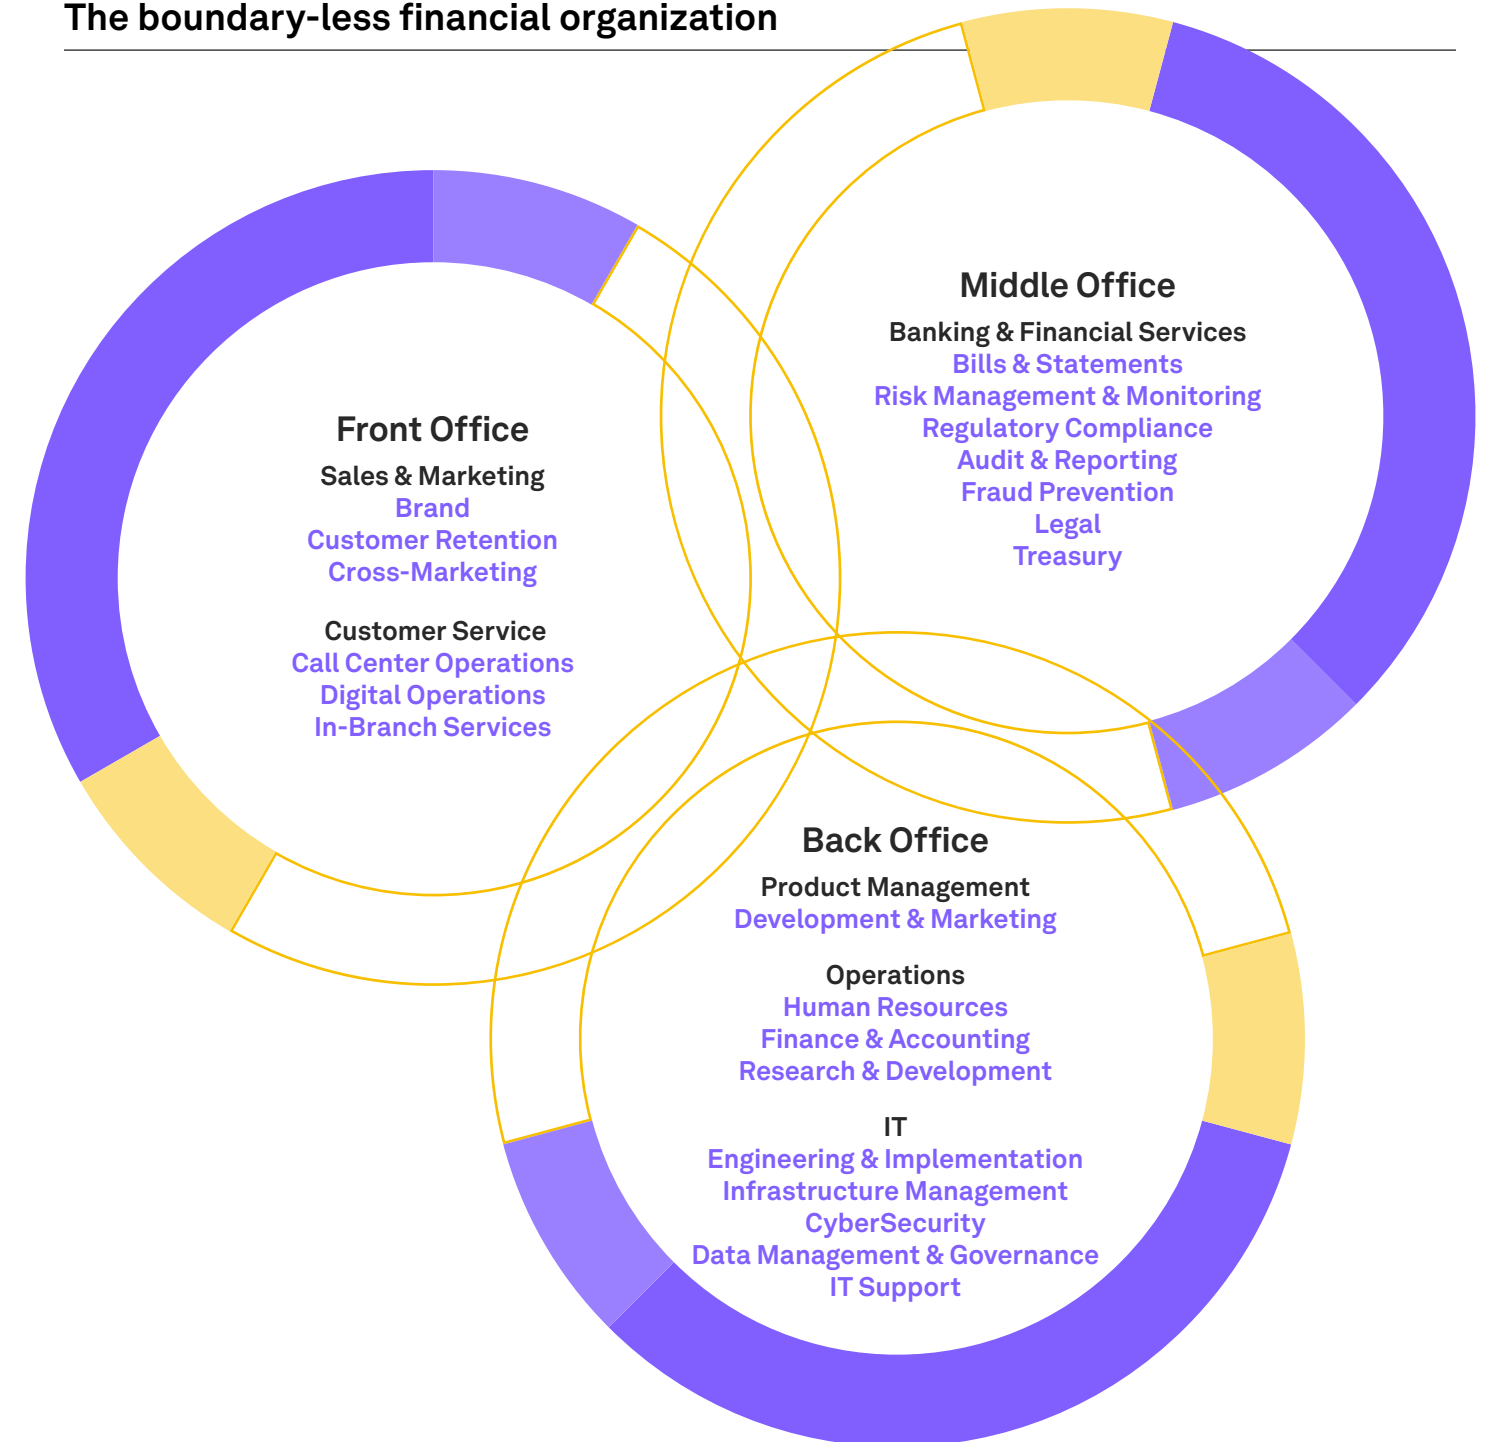 The boundary-less financial organization
Front Office
Sales & Marketing
Brand
Customer Retention
Cross-Marketing
Customer Service
Call Center Operations
Digital Operations
In-Branch Services
Middle Office
Banking & Financial Services
Bills & Statements
Risk Management & Monitoring
Regulatory Compliance
Audit & Reporting
Fraud Prevention
Legal
Treasury
Back Office
Product Management
Development & Marketing
Operations
Human Resources
Finance & Accounting
Research & Development
IT
Engineering & Implementation
Infrastructure Management
CyberSecurity
Data Management & Governance
IT Support